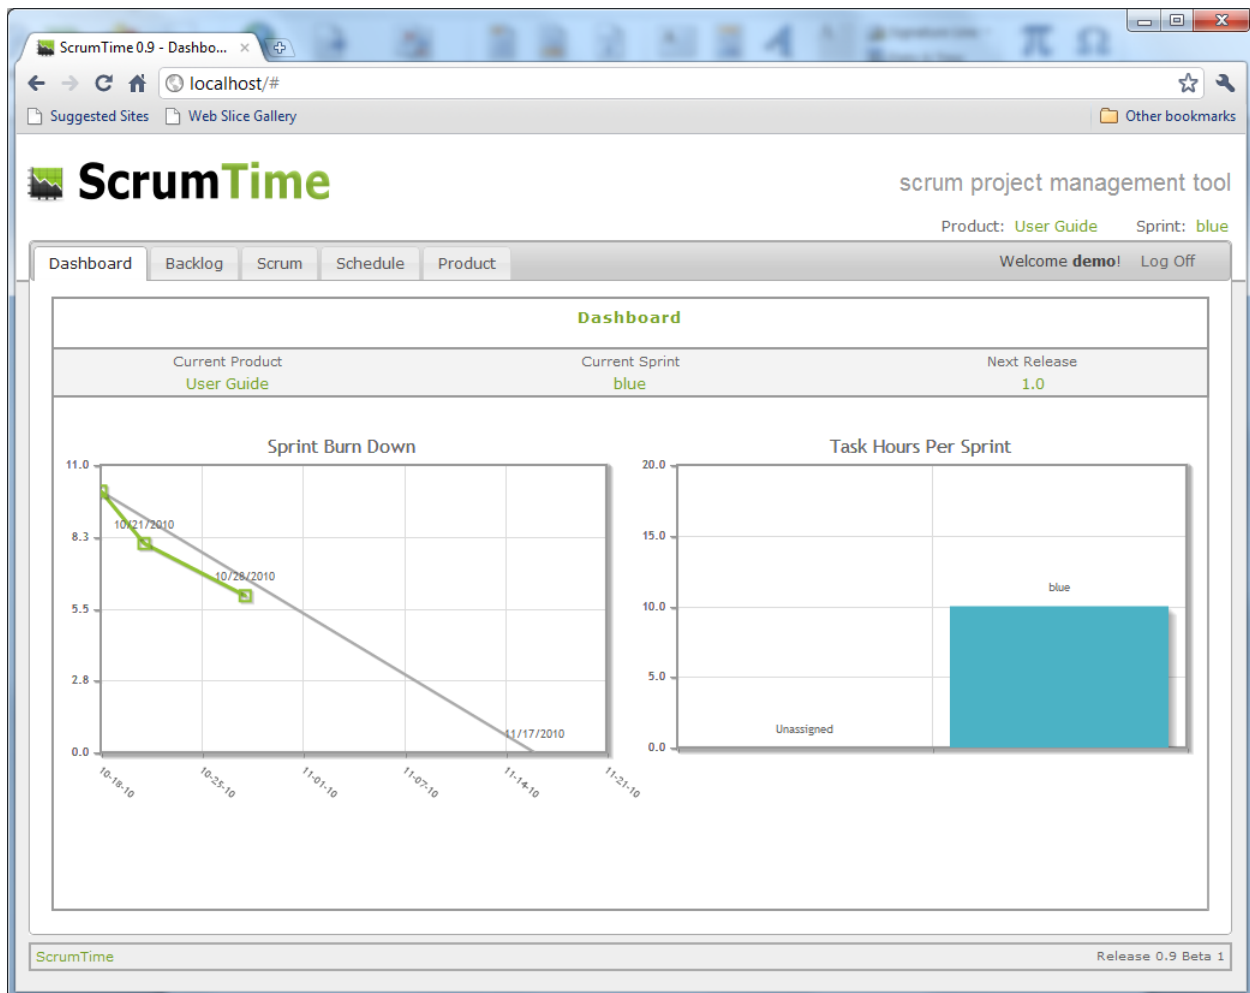 ScrumTime 0.9 - Dashbo...
localhost/#
Suggested Sites Web Slice Gallery Other bookmarks
ScrumTime
scrum project management tool
Product: User Guide Sprint: blue
Dashboard Backlog Scrum Schedule Product Welcome demo! Log Off
Dashboard
Current Product Current Sprint Next Release
User Guide blue 1.0
Sprint Burn Down
11.0
8.3
5.5
2.8
0.0
10/21/2010
10/28/2010
11/17/2010
10-18-10 10-25-10 11-01-10 11-07-10 11-14-10 11-21-10
Task Hours Per Sprint
20.0
15.0
10.0
5.0
0.0
blue
Unassigned
ScrumTime Release 0.9 Beta 1